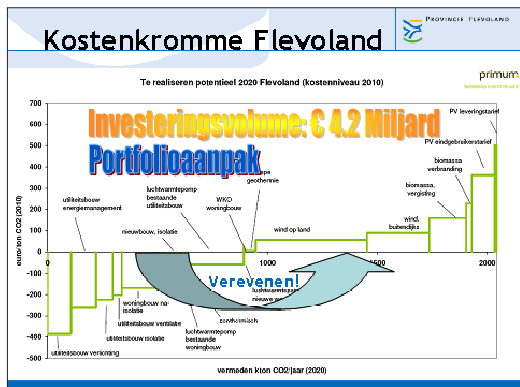 Kostenkromme Flevoland
PROVINCIE FLEVOLAND
primum
Te realiseren potentieel 2020 Flevoland (kostenniveau 2010)
Investeringsvolume: € 4.2 Miljard
Portfolioaanpak
euro/ton CO2 (2010)
700
600
500
400
300
200
100
0
-100
-200
-300
-400
-500
0
1000
2000
PV leveringstarief
PV eindgebruikerstarief
biomassa
verbranding
biomassa,
vergisting
geothermie
luchtwarmtepomp
bestaande
utiliteitsbouw
WKO
woningbouw
utiliteitsbouw
energiemanagement
nieuwbouw, isolatie
wind op land
wind,
buitendijks
Verevenen!
luchtwarmtepomp
woningbouw na-
isolatie
utiliteitsbouw ventilatie
utiliteitsbouw isolatie
luchtwarmtepomp
bestaande
woningbouw
utiliteitsbouw verlichting
vermeden kton CO2/jaar (2020)